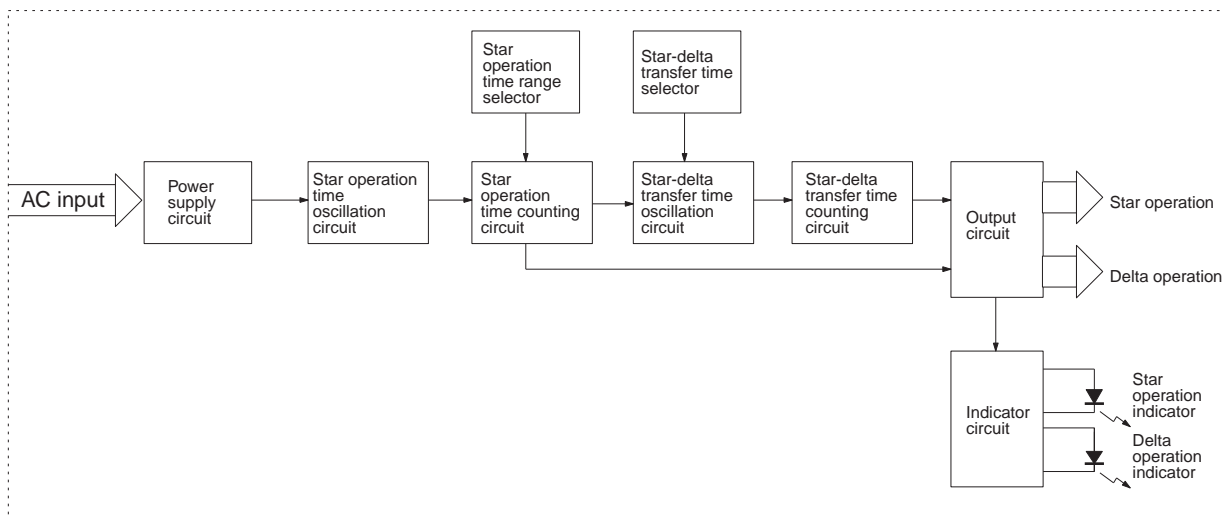 Star
operation
time range
selector
Star-delta
transfer time
selector
AC input
Power
supply
circuit
Star operation
time
oscillation
circuit
Star
operation
time counting
circuit
Star-delta
transfer time
oscillation
circuit
Star-delta
transfer time
counting
circuit
Output
circuit
Star operation
Delta operation
Indicator
circuit
Star
operation
indicator
Delta
operation
indicator